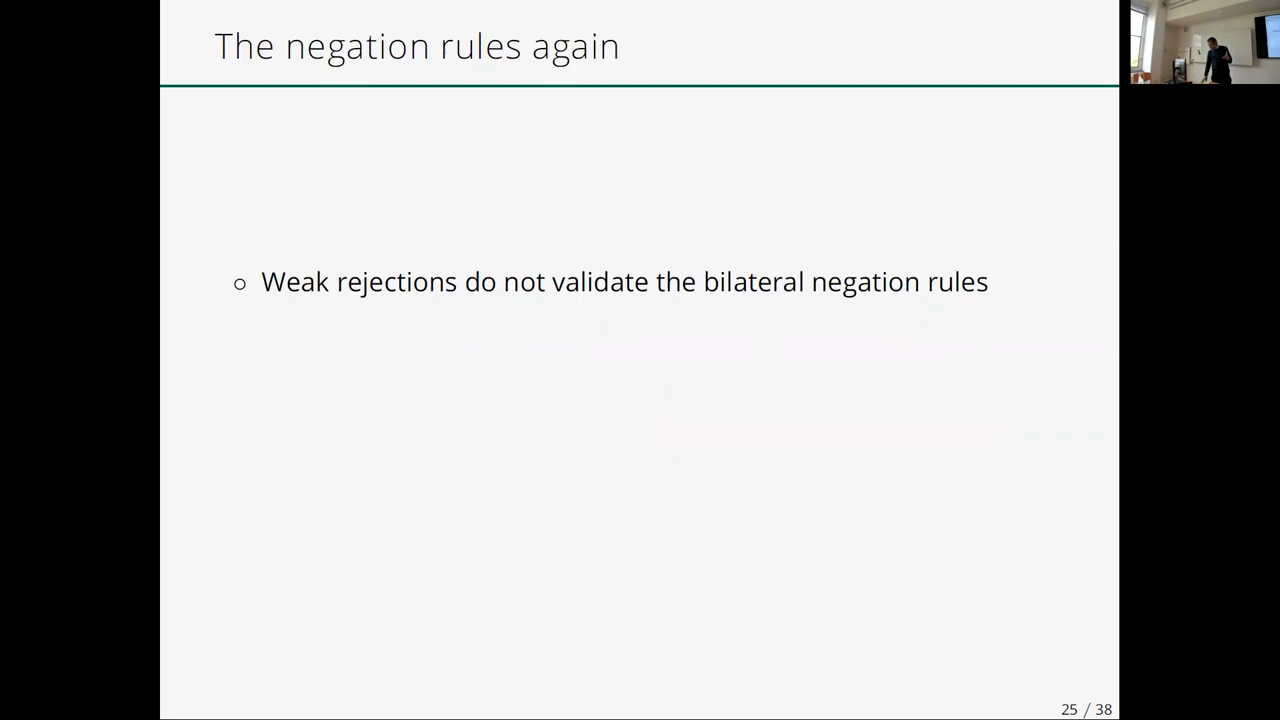 The negation rules again
○ Weak rejections do not validate the bilateral negation rules
25 / 38